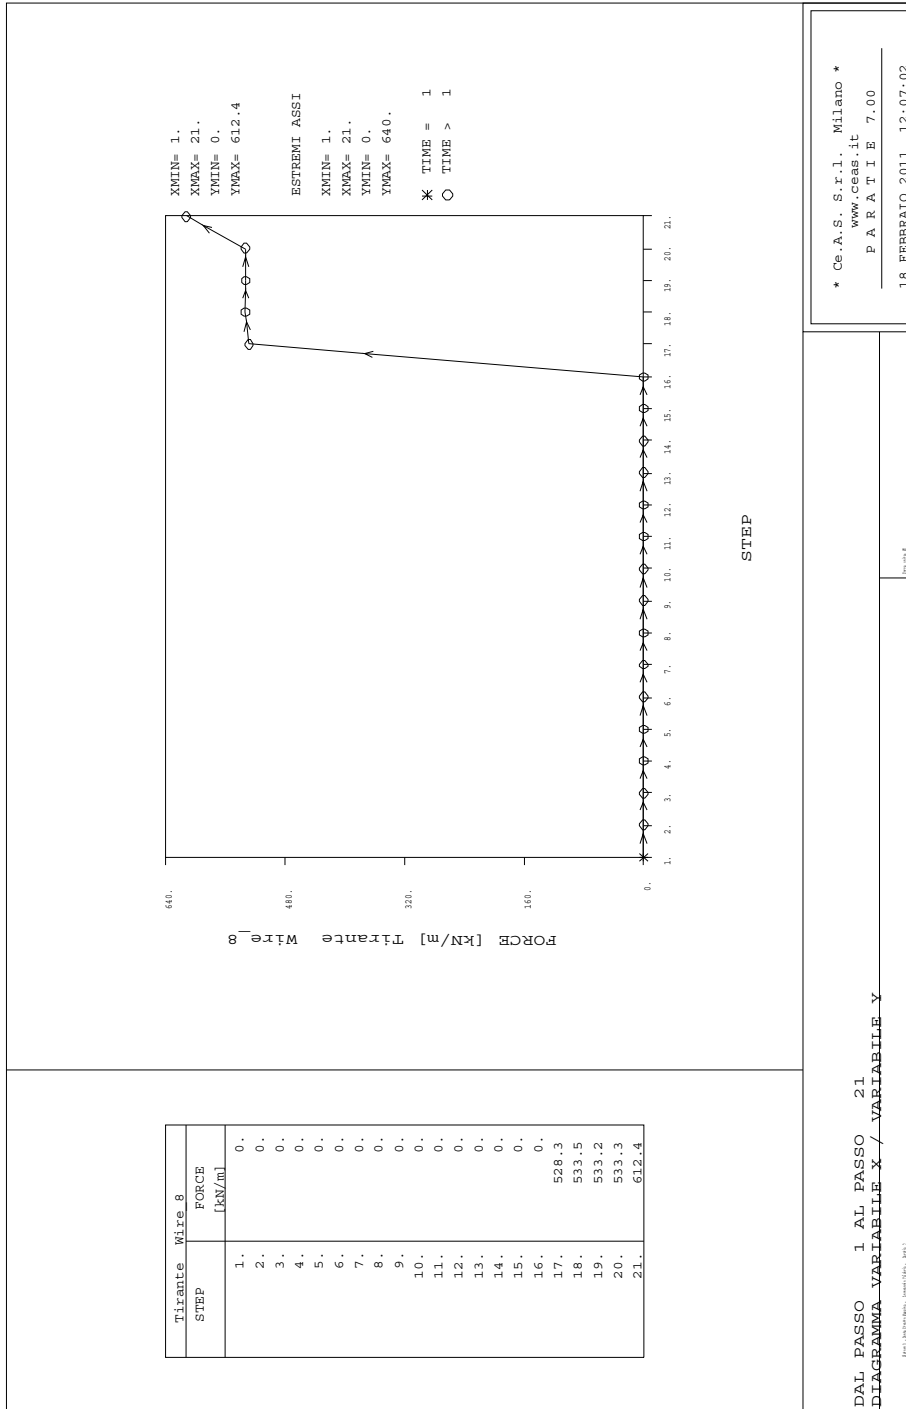 Tirante Wire_8
STEP FORCE
[kN/m]
1. 0.
2. 0.
3. 0.
4. 0.
5. 0.
6. 0.
7. 0.
8. 0.
9. 0.
10. 0.
11. 0.
12. 0.
13. 0.
14. 0.
15. 0.
16. 0.
17. 528.3
18. 533.5
19. 533.2
20. 533.3
21. 612.4
FORCE [kN/m] Tirante Wire_8
640.
480.
320.
160.
0.
1. 2. 3. 4. 5. 6. 7. 8. 9. 10. 11. 12. 13. 14. 15. 16. 17. 18. 19. 20. 21.
STEP
XMIN= 1.
XMAX= 21.
YMIN= 0.
YMAX= 612.4
ESTREMI ASSI
XMIN= 1.
XMAX= 21.
YMIN= 0.
YMAX= 640.
TIME = 1
TIME > 1
DAL PASSO 1 AL PASSO 21
DIAGRAMMA VARIABILE X / VARIABILE Y
* Ce.A.S. S.r.l. Milano *
www.ceas.it
P A R A T I E 7.00
18 FEBBRAIO 2011 12:07:02